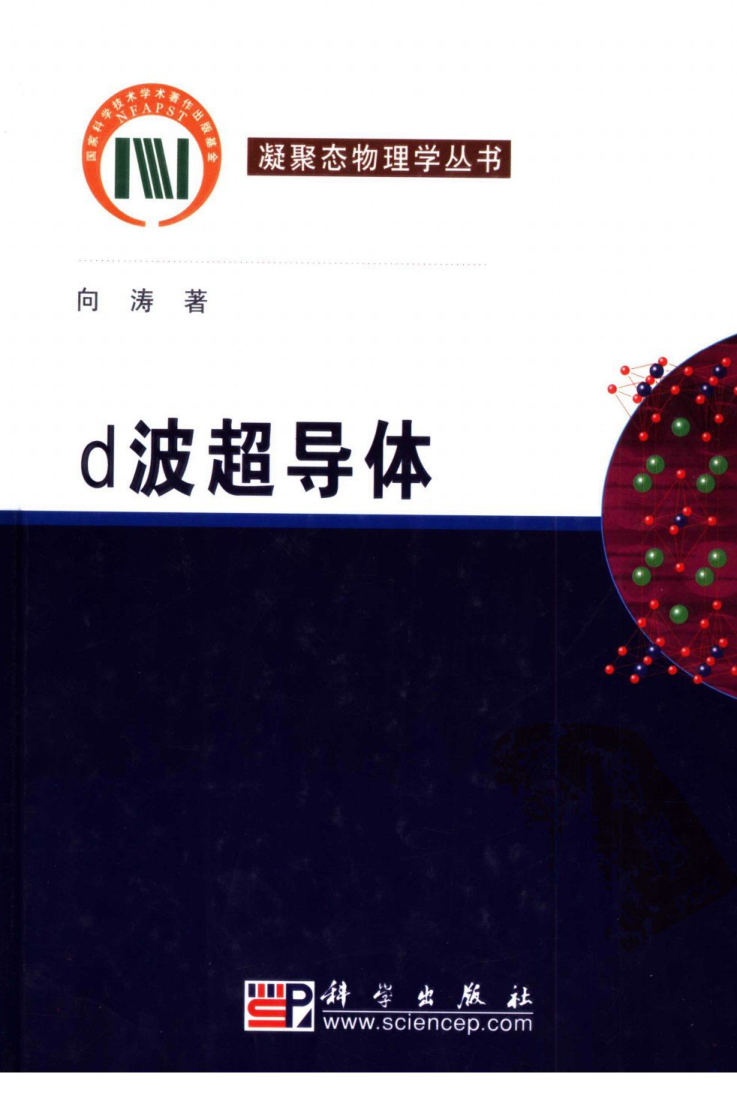 国家科学技术学术著作出版基金
NFAPST
凝聚态物理学丛书
向 涛 著
d波超导体
科学出版社
www.sciencep.com